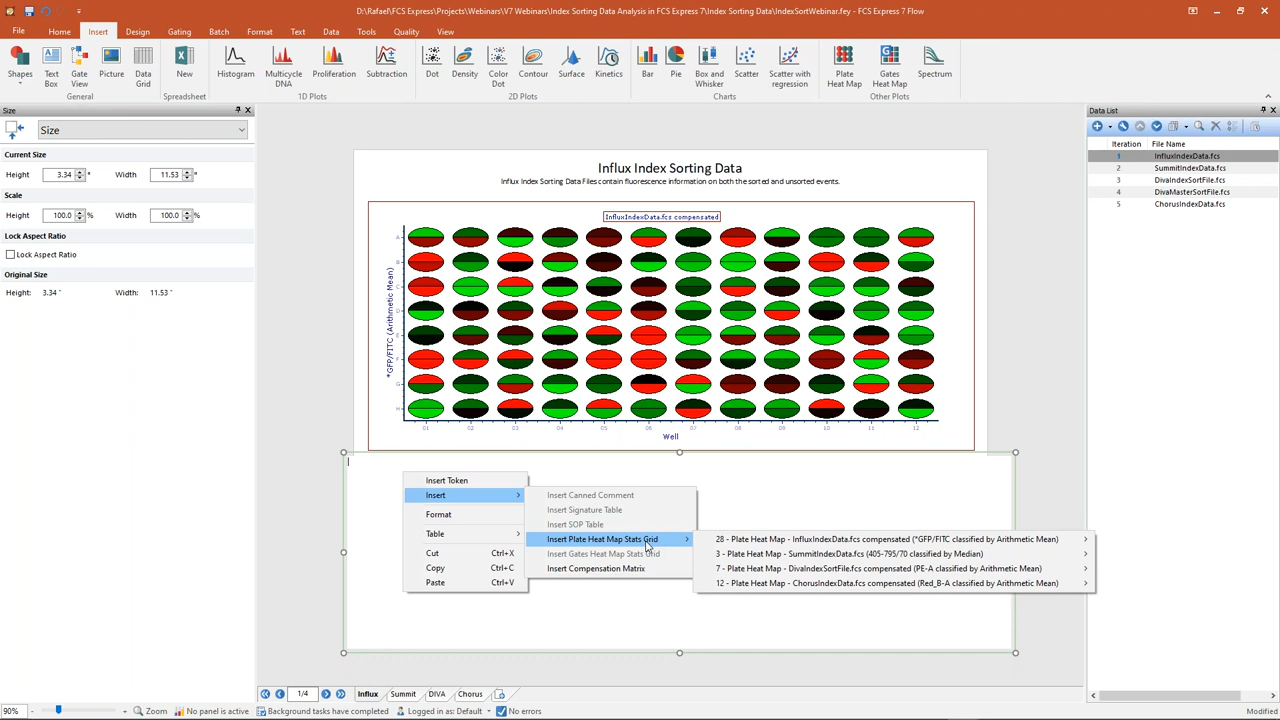 D:\Rafael\FCS Express\Projects\Webinars\V7 Webinars\Index Sorting Data Analysis in FCS Express 7\Index Sorting Data\IndexSortWebinar.fey - FCS Express 7 Flow
File Home Insert Design Gating Batch Format Text Data Tools Quality View
Shapes Text Box Gate View Picture Data Grid New Histogram Multicycle DNA Proliferation Subtraction Dot Density Color Dot Contour Surface Kinetics Bar Pie Box and Whisker Scatter Scatter with regression Plate Heat Map Gates Heat Map Spectrum
General Spreadsheet 1D Plots 2D Plots Charts Other Plots
Size
Size
Current Size
Height 3.34 " Width 11.53 "
Scale
Height 100.0 % Width 100.0 %
Lock Aspect Ratio
Lock Aspect Ratio
Original Size
Height: 3.34 " Width: 11.53 "
Influx Index Sorting Data
Influx Index Sorting Data Files contain fluorescence information on both the sorted and unsorted events.
InfluxIndexData.fcs compensated
*GFP/FITC (Arithmetic Mean)
A
B
C
D
E
F
G
H
01 02 03 04 05 06 07 08 09 10 11 12
Well
Insert Token
Insert
Format
Table
Cut Ctrl+X
Copy Ctrl+C
Paste Ctrl+V
Insert Canned Comment
Insert Signature Table
Insert SOP Table
Insert Plate Heat Map Stats Grid
Insert Gates Heat Map Stats Grid
Insert Compensation Matrix
28 - Plate Heat Map - InfluxIndexData.fcs compensated (*GFP/FITC classified by Arithmetic Mean)
3 - Plate Heat Map - SummitIndexData.fcs (405-795/70 classified by Median)
7 - Plate Heat Map - DivaIndexSortFile.fcs compensated (PE-A classified by Arithmetic Mean)
12 - Plate Heat Map - ChorusIndexData.fcs compensated (Red_B-A classified by Arithmetic Mean)
Data List
Iteration File Name
1 InfluxIndexData.fcs
2 SummitIndexData.fcs
3 DivaIndexSortFile.fcs
4 DivaMasterSortFile.fcs
5 ChorusIndexData.fcs
1/4 Influx Summit DIVA Chorus
90% Zoom No panel is active Background tasks have completed Logged in as: Default No errors Modified